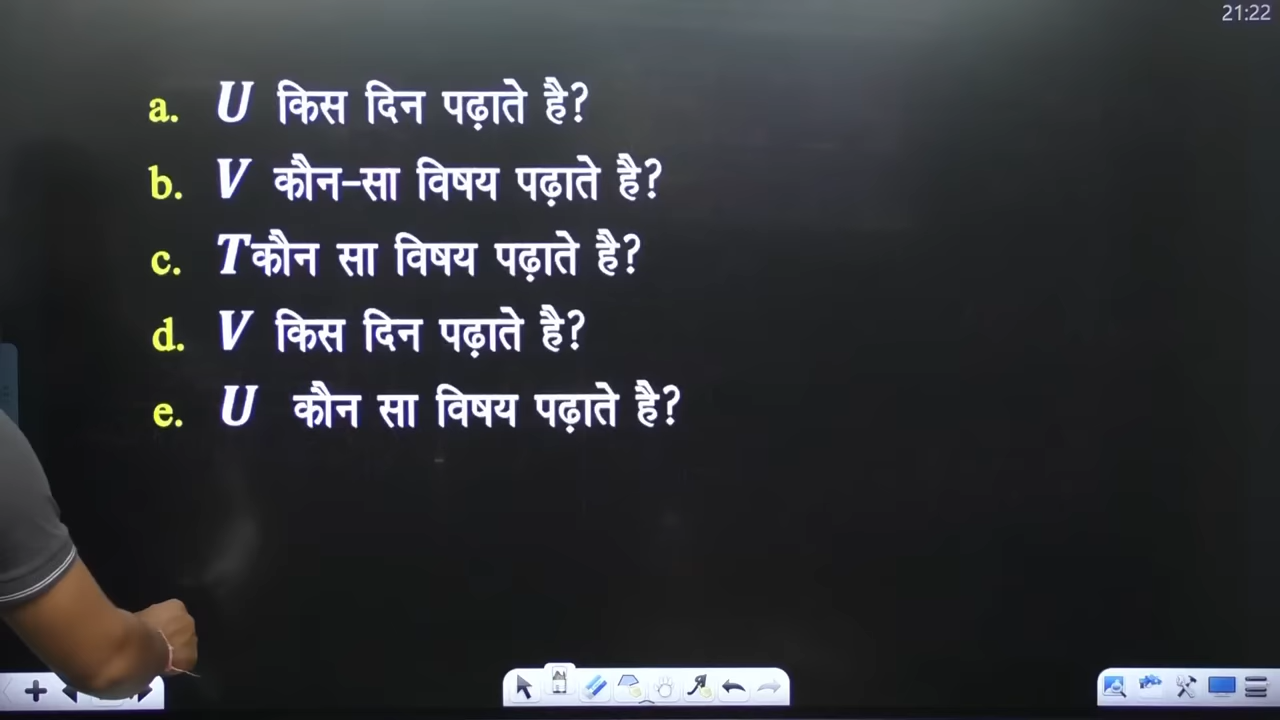 21:22
a. U किस दिन पढ़ाते है?
b. V कौन-सा विषय पढ़ाते है?
c. Tकौन सा विषय पढ़ाते है?
d. V किस दिन पढ़ाते है?
e. U कौन सा विषय पढ़ाते है?